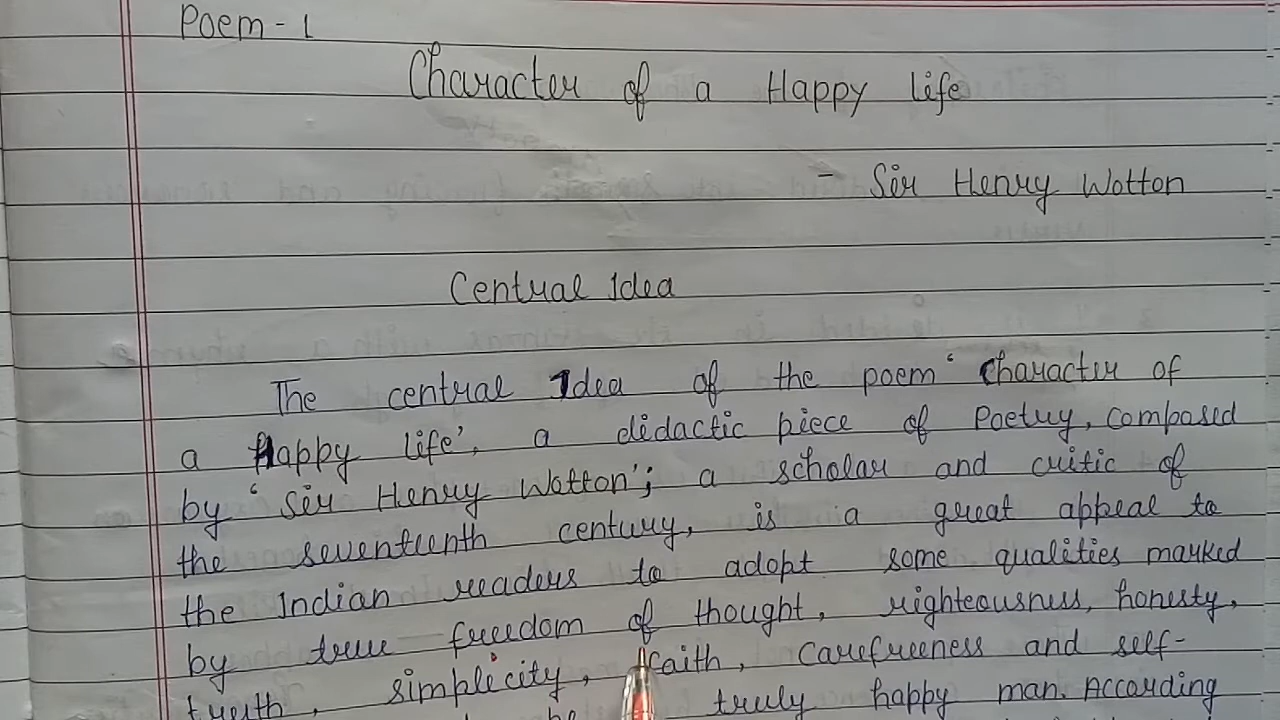 Poem - 1
Character of a Happy life
- Sir Henry Wotton
Central Idea
The central Idea of the poem 'Character of
a Happy life', a didactic piece of Poetry, composed
by 'Sir Henry Wotton'; a scholar and critic of
the seventeenth century, is a great appeal to
the Indian readers to adopt some qualities marked
by true freedom of thought, righteousness, honesty,
truth, simplicity, faith, carefreeness and self-
be truly happy man. According